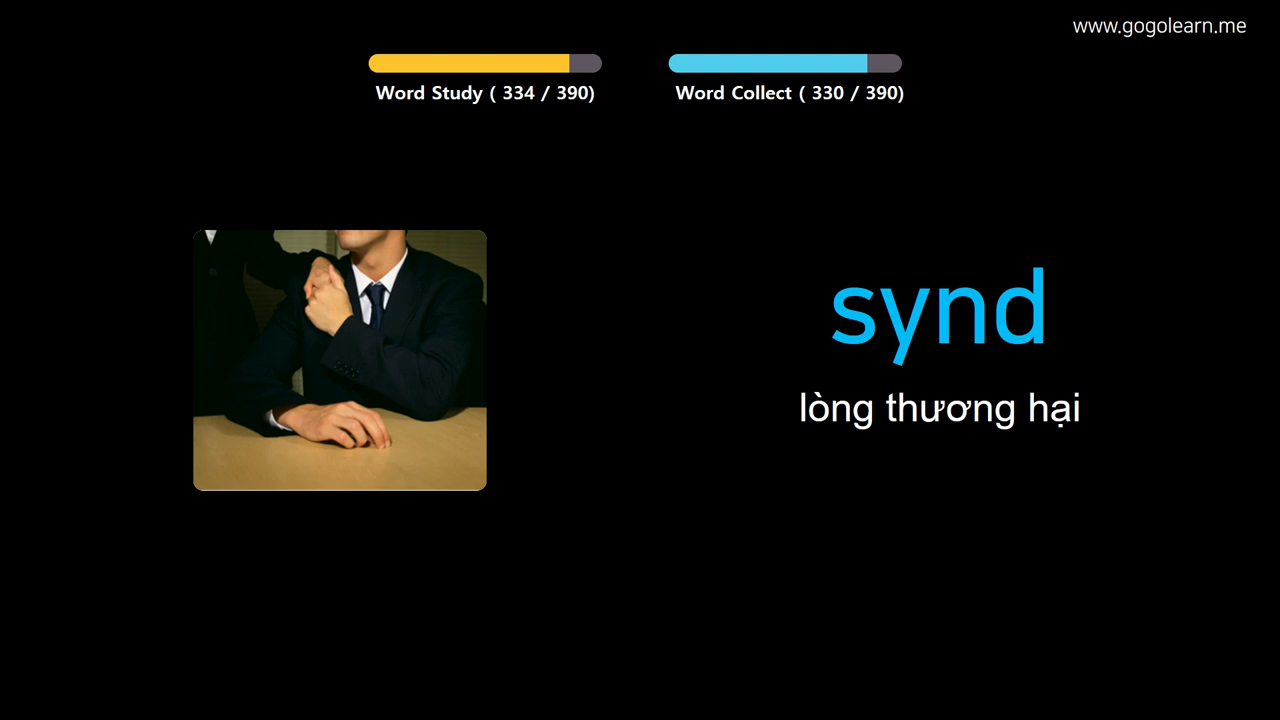 www.gogolearn.me
Word Study ( 334 / 390)
Word Collect ( 330 / 390)
synd
lòng thương hại